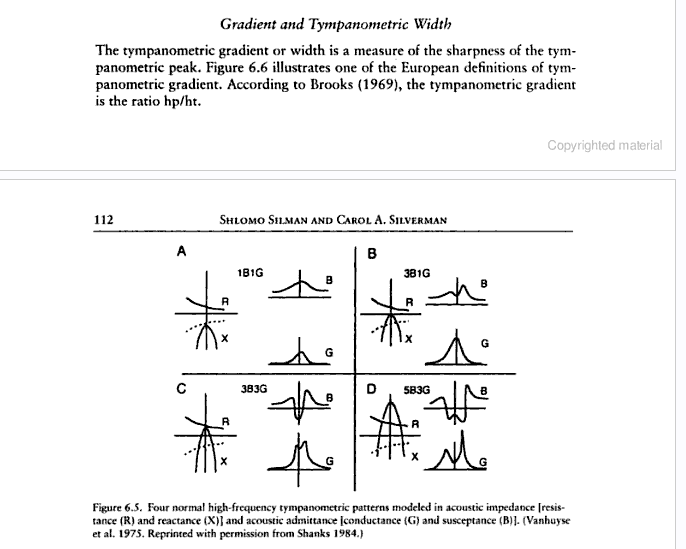 Gradient and Tympanometric Width
The tympanometric gradient or width is a measure of the sharpness of the tym-
panometric peak. Figure 6.6 illustrates one of the European definitions of tym-
panometric gradient. According to Brooks (1969), the tympanometric gradient
is the ratio hp/ht.
Copyrighted material
112 SHLOMO SILMAN AND CAROL A. SILVERMAN
A
1B1G
B
R
X
G
B
3B1G
B
R
X
G
C
3B3G
B
R
X
G
D
5B3G
B
R
X
G
Figure 6.5. Four normal high-frequency tympanometric patterns modeled in acoustic impedance [resis-
tance (R) and reactance (X)] and acoustic admittance [conductance (G) and susceptance (B)]. (Vanhuyse
et al. 1975. Reprinted with permission from Shanks 1984.)